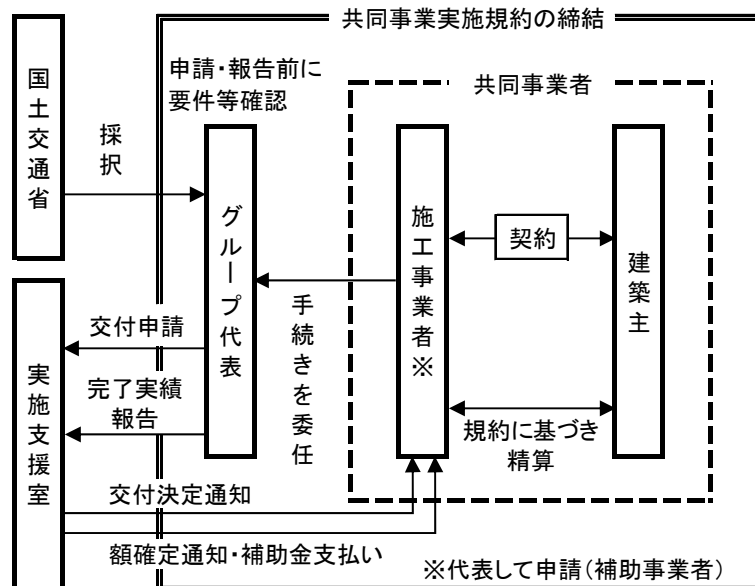 共同事業実施規約の締結
国土交通省
採択
申請・報告前に
要件等確認
グループ代表
共同事業者
施工事業者※
契約
建築主
手続きを委任
規約に基づき
精算
実施支援室
交付申請
完了実績
報告
交付決定通知
額確定通知・補助金支払い
※代表して申請(補助事業者)